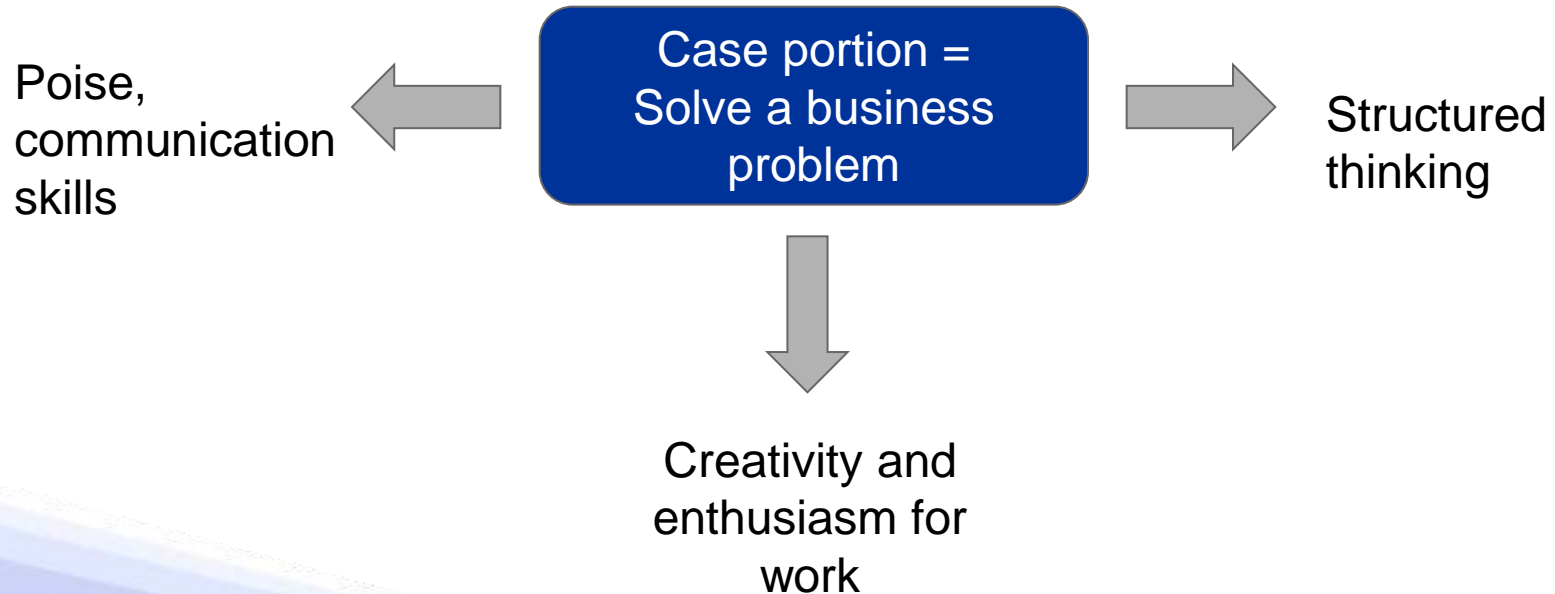 Case portion =
Solve a business
problem
Poise,
communication
skills
Structured
thinking
Creativity and
enthusiasm for
work